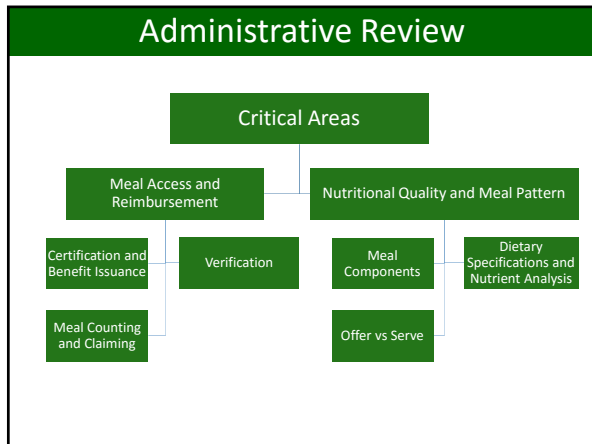 Administrative Review
Critical Areas
Meal Access and
Reimbursement
Nutritional Quality and Meal Pattern
Certification and
Benefit Issuance
Verification
Meal
Components
Dietary
Specifications and
Nutrient Analysis
Meal Counting
and Claiming
Offer vs Serve